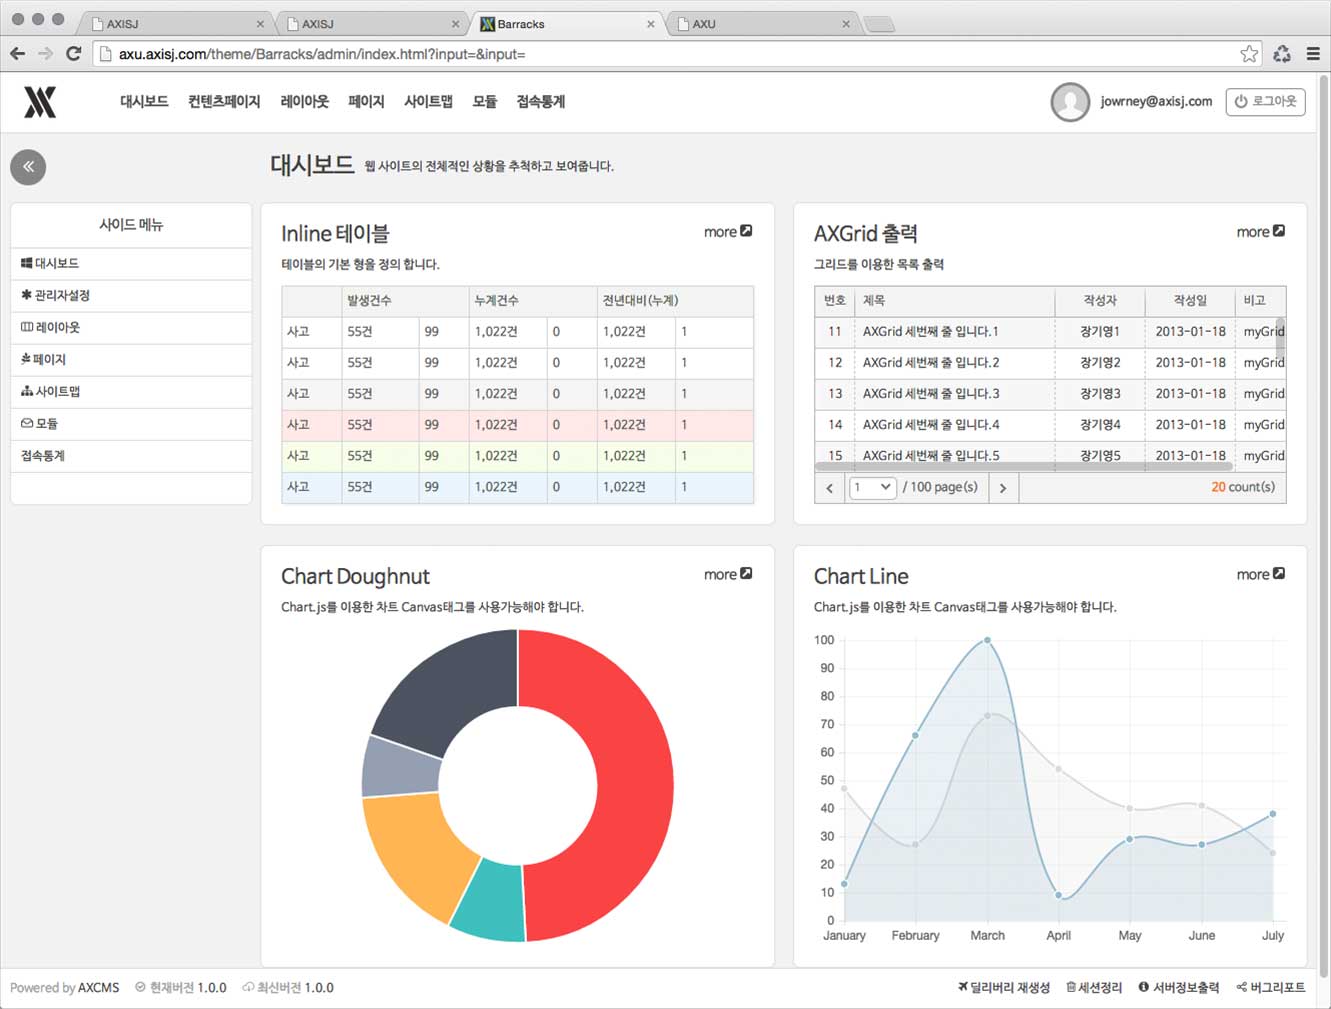 AXISJ
AXISJ
Barracks
AXU
axu.axisj.com/theme/Barracks/admin/index.html?input=&input=
대시보드 컨텐츠페이지 레이아웃 페이지 사이트맵 모듈 접속통계
jowrney@axisj.com
로그아웃
대시보드 웹 사이트의 전체적인 상황을 추척하고 보여줍니다.
사이드 메뉴
대시보드
관리자설정
레이아웃
페이지
사이트맵
모듈
접속통계
Inline 테이블 more
테이블의 기본 형을 정의 합니다.
발생건수 누계건수 전년대비(누계)
사고 55건 99 1,022건 0 1,022건 1
사고 55건 99 1,022건 0 1,022건 1
사고 55건 99 1,022건 0 1,022건 1
사고 55건 99 1,022건 0 1,022건 1
사고 55건 99 1,022건 0 1,022건 1
사고 55건 99 1,022건 0 1,022건 1
AXGrid 출력 more
그리드를 이용한 목록 출력
번호 제목 작성자 작성일 비고
11 AXGrid 세번째 줄 입니다.1 장기영1 2013-01-18 myGrid
12 AXGrid 세번째 줄 입니다.2 장기영2 2013-01-18 myGrid
13 AXGrid 세번째 줄 입니다.3 장기영3 2013-01-18 myGrid
14 AXGrid 세번째 줄 입니다.4 장기영4 2013-01-18 myGrid
15 AXGrid 세번째 줄 입니다.5 장기영5 2013-01-18 myGrid
1 / 100 page(s) 20 count(s)
Chart Doughnut more
Chart.js를 이용한 차트 Canvas태그를 사용가능해야 합니다.
Chart Line more
Chart.js를 이용한 차트 Canvas태그를 사용가능해야 합니다.
100
90
80
70
60
50
40
30
20
10
0
January February March April May June July
Powered by AXCMS 현재버전 1.0.0 최신버전 1.0.0
딜리버리 재생성 세션정리 서버정보출력 버그리포트